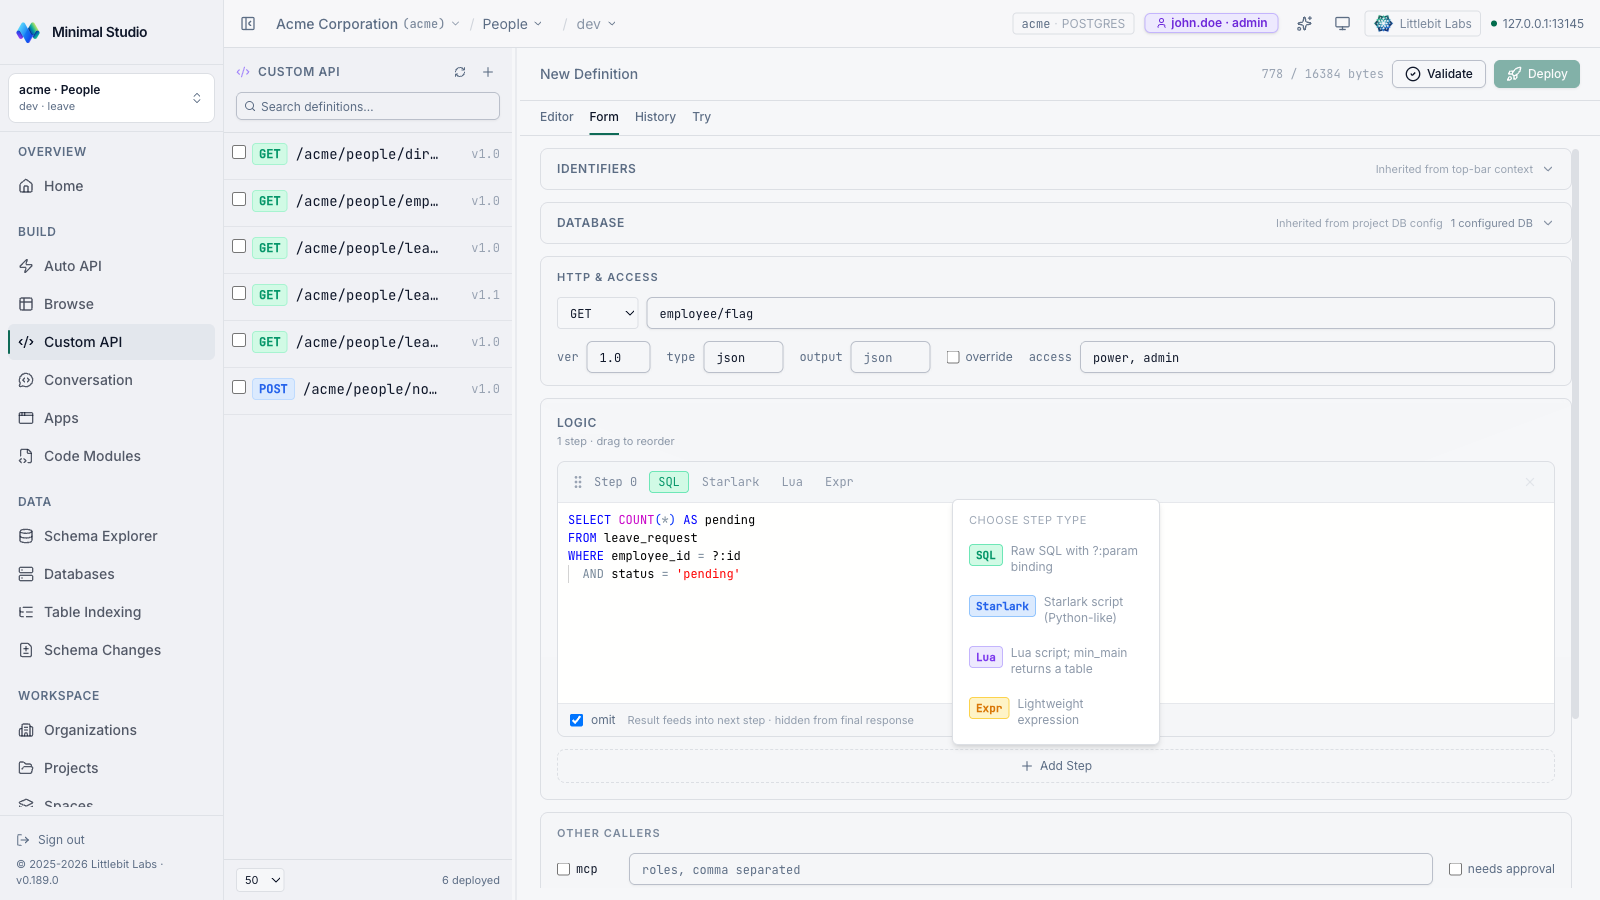 Minimal Studio
acme · People
dev · leave
OVERVIEW
Home
BUILD
Auto API
Browse
Custom API
Conversation
Apps
Code Modules
DATA
Schema Explorer
Databases
Table Indexing
Schema Changes
WORKSPACE
Organizations
Projects
Spaces
Sign out
© 2025-2026 Littlebit Labs ·
v0.189.0
Acme Corporation (acme) / People / dev
acme · POSTGRES
john.doe · admin
Littlebit Labs
127.0.0.1:13145
CUSTOM API
Search definitions...
GET /acme/people/dir... v1.0
GET /acme/people/emp... v1.0
GET /acme/people/lea... v1.0
GET /acme/people/lea... v1.1
GET /acme/people/lea... v1.0
POST /acme/people/no... v1.0
50 6 deployed
New Definition
778 / 16384 bytes
Validate
Deploy
Editor Form History Try
IDENTIFIERS Inherited from top-bar context
DATABASE Inherited from project DB config 1 configured DB
HTTP & ACCESS
GET employee/flag
ver 1.0 type json output json override access power, admin
LOGIC
1 step · drag to reorder
Step 0 SQL Starlark Lua Expr
SELECT COUNT(*) AS pending
FROM leave_request
WHERE employee_id = ?:id
AND status = 'pending'
CHOOSE STEP TYPE
SQL Raw SQL with ?:param
binding
Starlark Starlark script
(Python-like)
Lua Lua script; min_main
returns a table
Expr Lightweight
expression
omit Result feeds into next step · hidden from final response
Add Step
OTHER CALLERS
mcp roles, comma separated needs approval